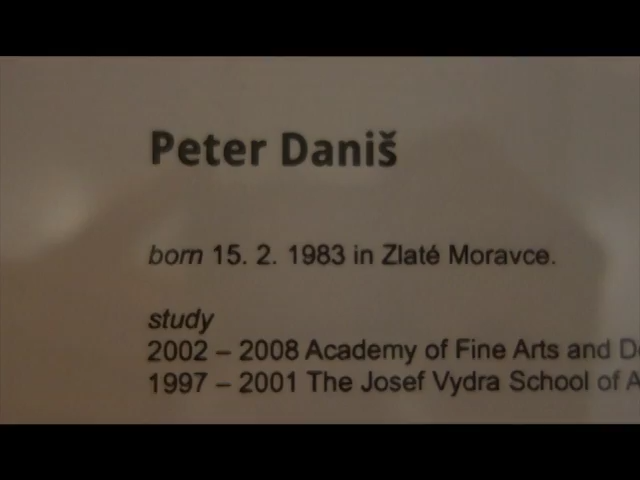 Peter Daniš
born 15. 2. 1983 in Zlaté Moravce.
study
2002 – 2008 Academy of Fine Arts and
1997 – 2001 The Josef Vydra School of